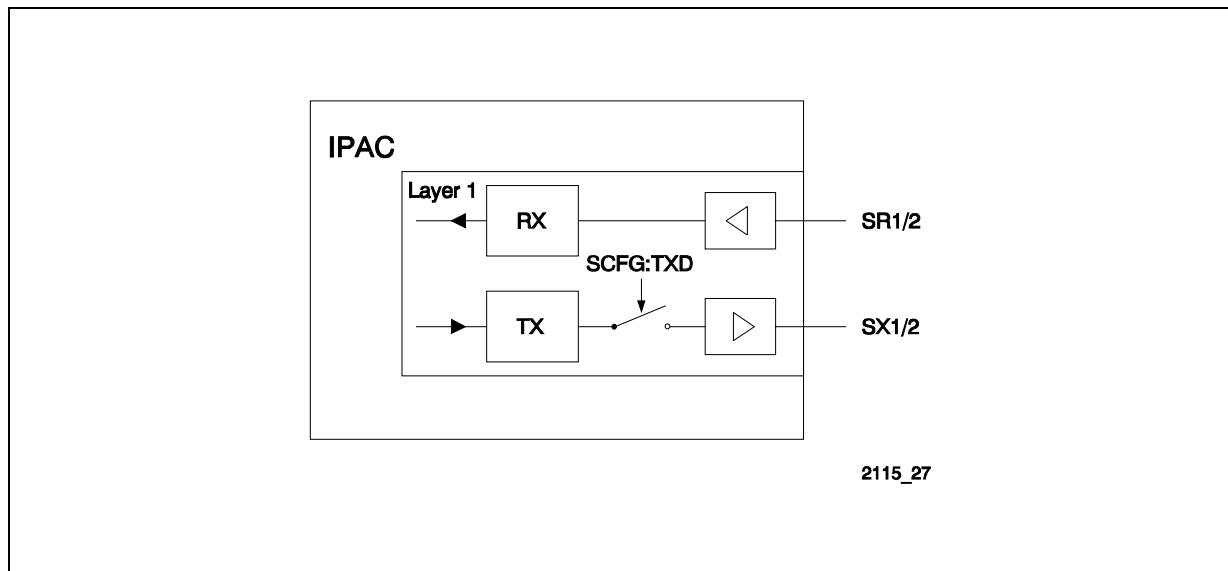 IPAC
Layer 1
RX
SR1/2
SCFG:TXD
TX
SX1/2
2115_27